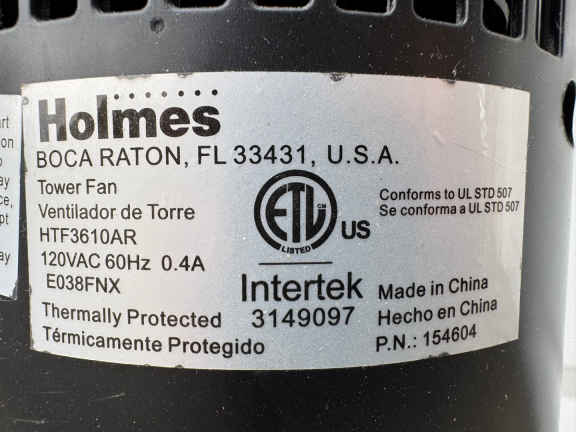 Holmes
BOCA RATON, FL 33431, U.S.A.
Tower Fan
Ventilador de Torre
HTF3610AR
120VAC 60Hz 0.4A
E038FNX
Thermally Protected
Térmicamente Protegido
ETL
CM
LISTED
US
Intertek
3149097
Conforms to UL STD 507
Se conforma a UL STD 507
Made in China
Hecho en China
P.N.: 154604